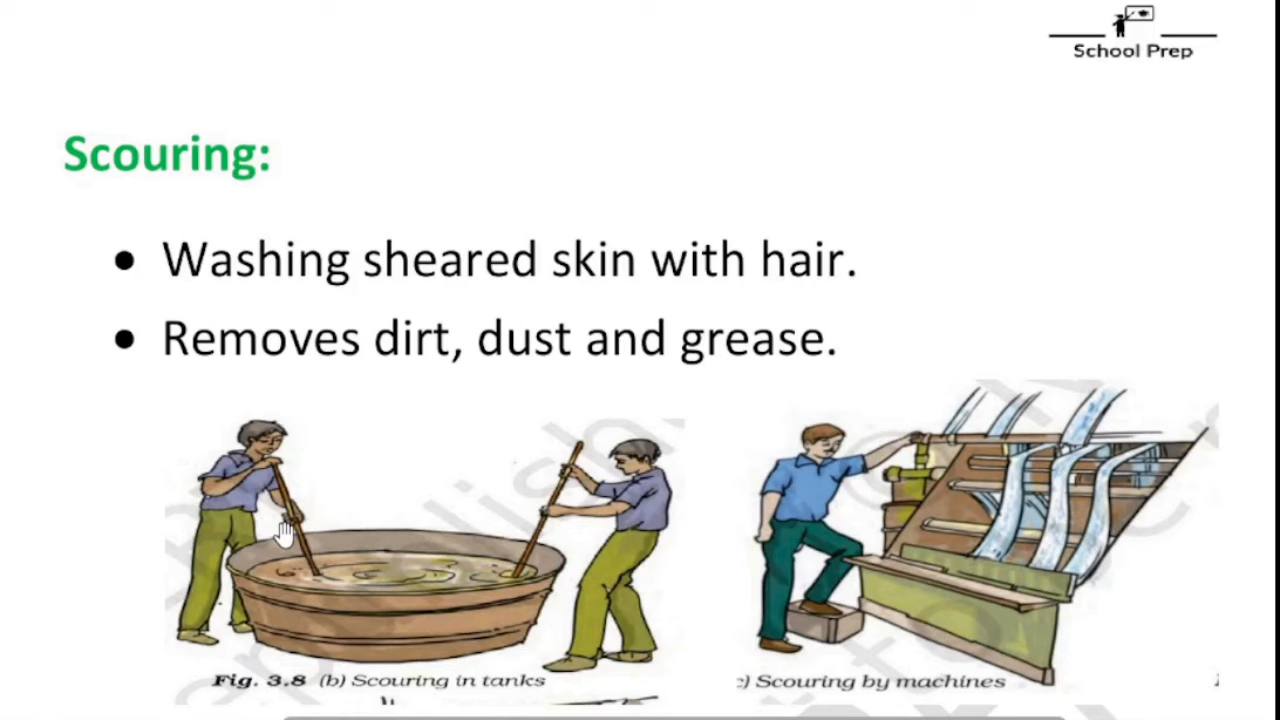 School Prep
Scouring:
• Washing sheared skin with hair.
• Removes dirt, dust and grease.
Fig. 3.8 (b) Scouring in tanks
c) Scouring by machines